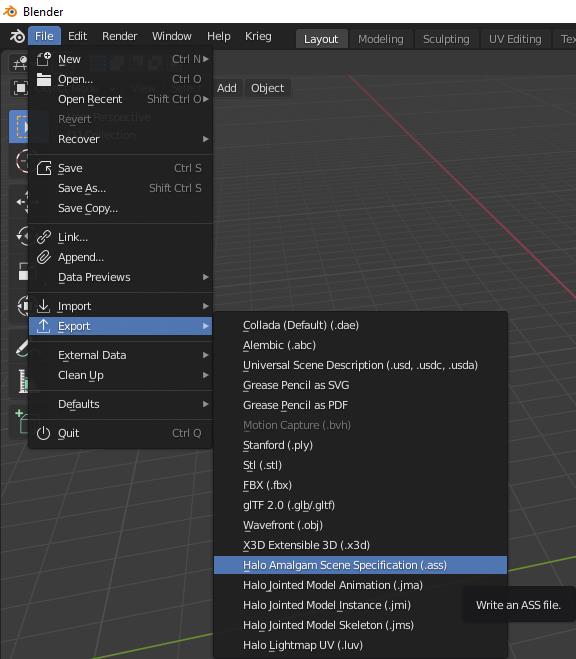 Blender
File Edit Render Window Help Krieg Layout Modeling Sculpting UV Editing Tex
New Ctrl N
Open... Ctrl O
Open Recent Shift Ctrl O
Add Object
Revert
Perspective
Recover
Collection
Save Ctrl S
Save As... Shift Ctrl S
Save Copy...
Link...
Append...
Data Previews
Import
Export
External Data
Clean Up
Defaults
Quit Ctrl Q
Collada (Default) (.dae)
Alembic (.abc)
Universal Scene Description (.usd, .usdc, .usda)
Grease Pencil as SVG
Grease Pencil as PDF
Motion Capture (.bvh)
Stanford (.ply)
Stl (.stl)
FBX (.fbx)
glTF 2.0 (.glb/.gltf)
Wavefront (.obj)
X3D Extensible 3D (.x3d)
Halo Amalgam Scene Specification (.ass)
Halo Jointed Model Animation (.jma)
Halo Jointed Model Instance (.jmi)
Halo Jointed Model Skeleton (.jms)
Halo Lightmap UV (.luv)
Write an ASS file.